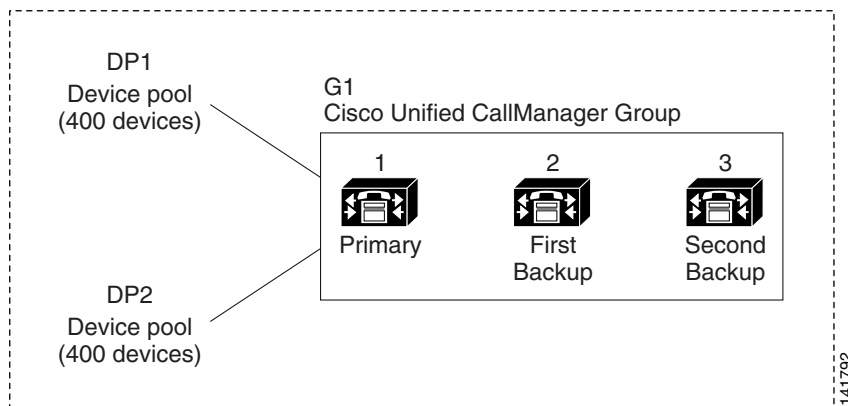 DP1
Device pool
(400 devices)
G1
Cisco Unified CallManager Group
1
2
3
Primary
First
Backup
Second
Backup
DP2
Device pool
(400 devices)
141792